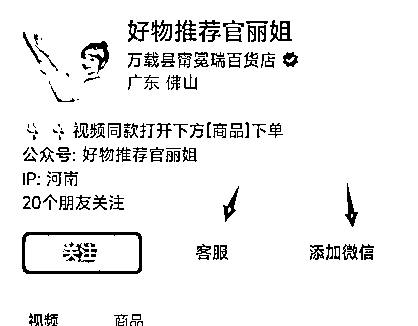 好物推荐官丽姐
万载县甯冕瑞百货店
广东 佛山
视频同款打开下方[商品]下单
公众号: 好物推荐官丽姐
IP: 河南
20个朋友关注
关注 客服 添加微信
视频 商品